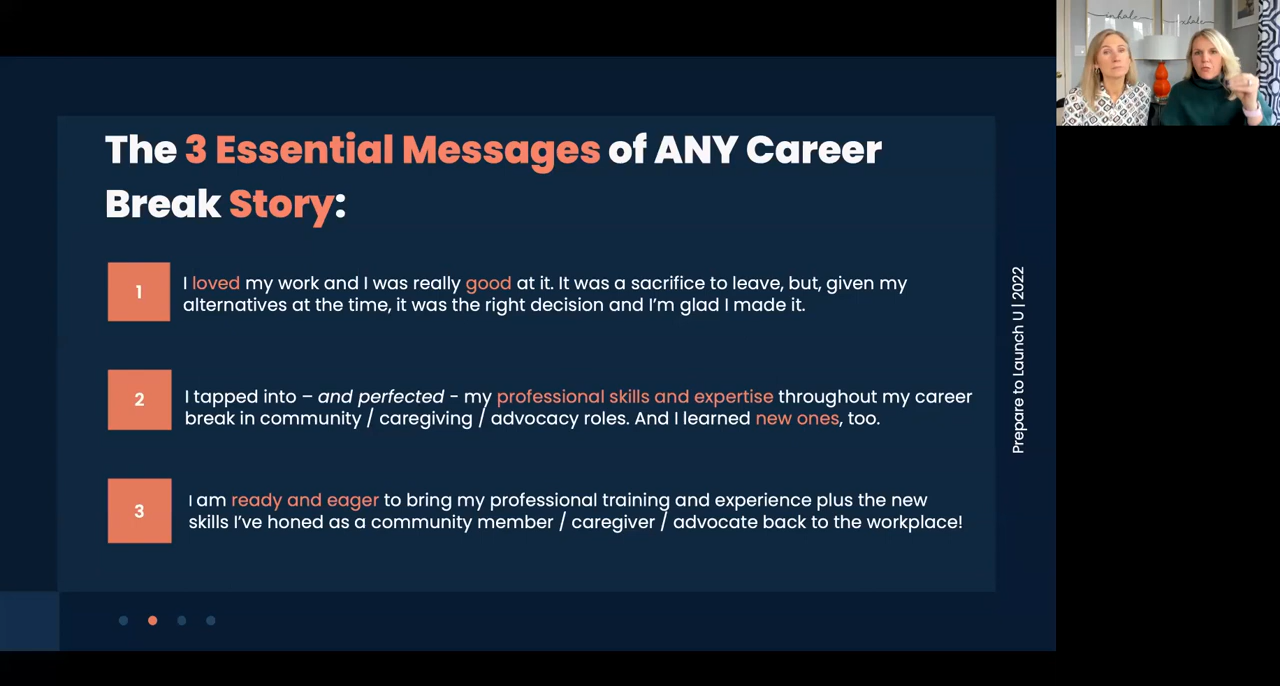 The 3 Essential Messages of ANY Career
Break Story:
1
I loved my work and I was really good at it. It was a sacrifice to leave, but, given my
alternatives at the time, it was the right decision and I’m glad I made it.
2
I tapped into – and perfected - my professional skills and expertise throughout my career
break in community / caregiving / advocacy roles. And I learned new ones, too.
3
I am ready and eager to bring my professional training and experience plus the new
skills I’ve honed as a community member / caregiver / advocate back to the workplace!
Prepare to Launch U | 2022
inhale
exhale